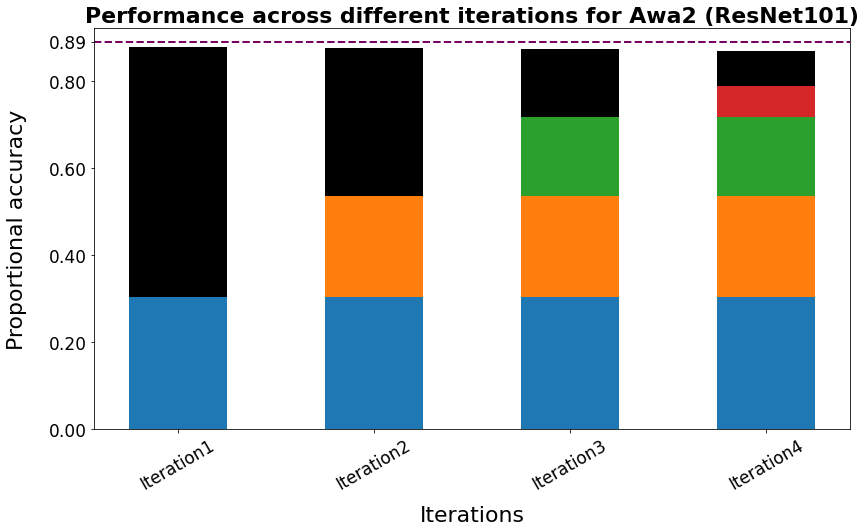 Performance across different iterations for Awa2 (ResNet101)
Proportional accuracy
0.89
0.80
0.60
0.40
0.20
0.00
Iteration1
Iteration2
Iteration3
Iteration4
Iterations